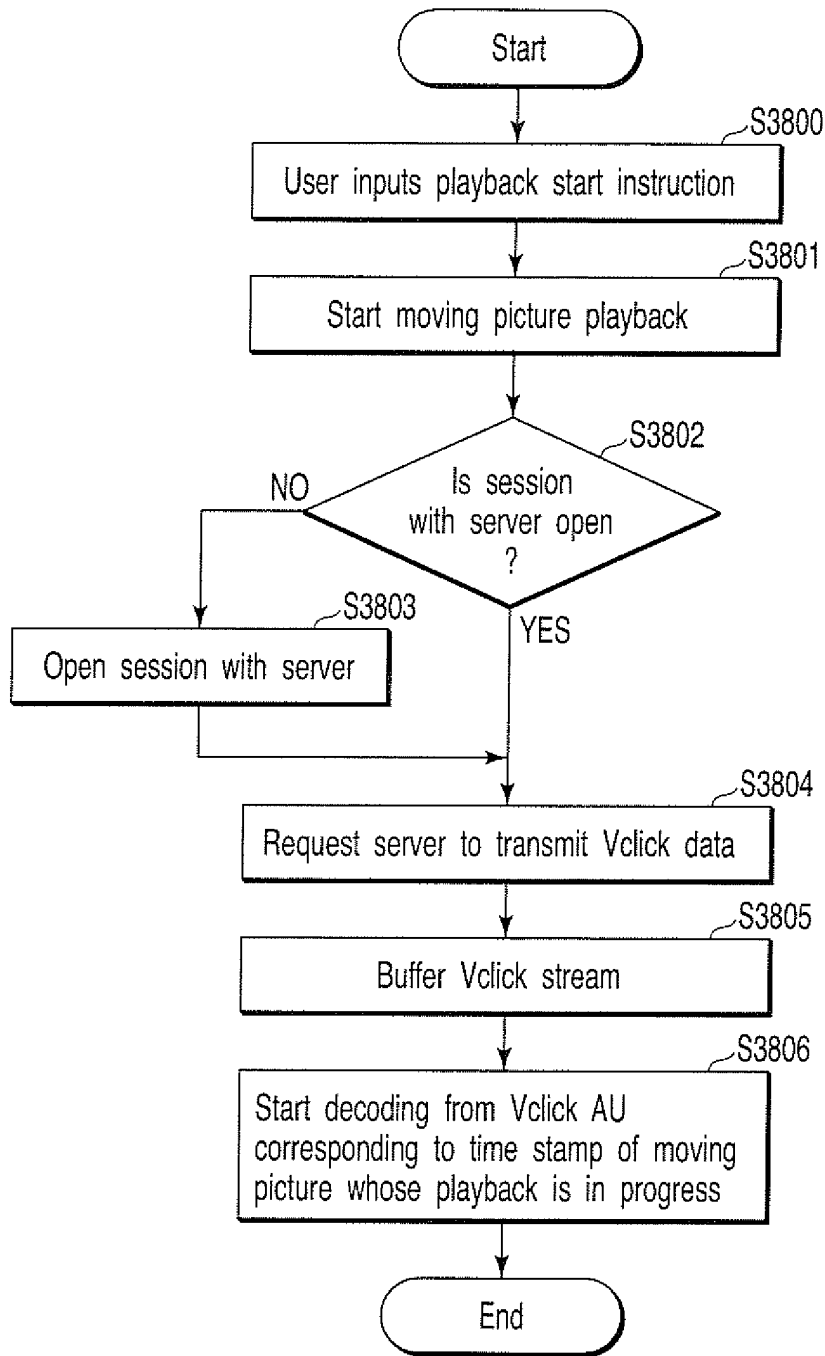 Start
S3800
User inputs playback start instruction
S3801
Start moving picture playback
S3802
Is session
with server open
?
NO
YES
S3803
Open session with server
S3804
Request server to transmit Vclick data
S3805
Buffer Vclick stream
S3806
Start decoding from Vclick AU
corresponding to time stamp of moving
picture whose playback is in progress
End